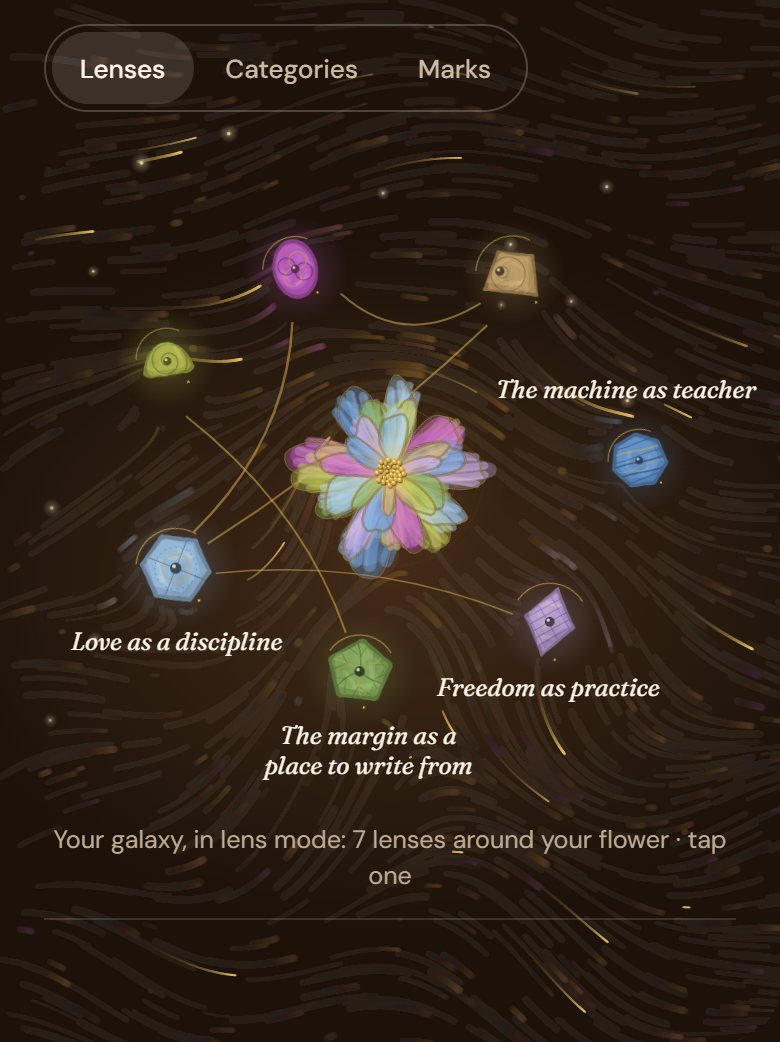 Lenses Categories Marks
The machine as teacher
Love as a discipline
Freedom as practice
The margin as a
place to write from
Your galaxy, in lens mode: 7 lenses around your flower · tap
one